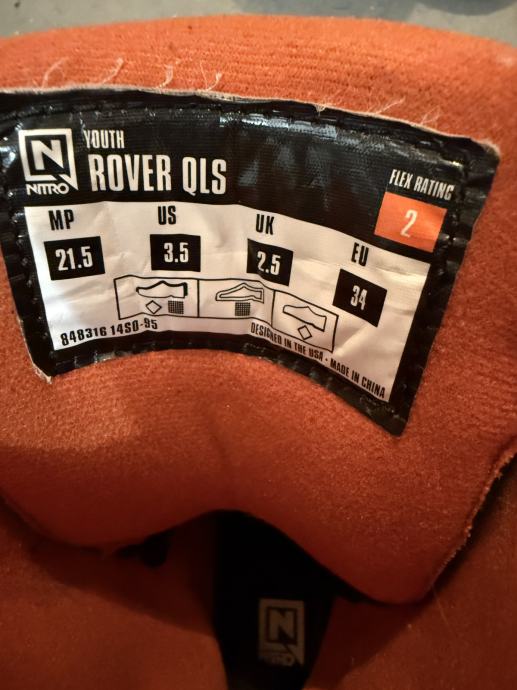 N
NITRO
YOUTH
ROVER QLS
FLEX RATING
2
MP US UK EU
21.5 3.5 2.5 34
848316 14SO-95
DESIGNED IN THE USA • MADE IN CHINA
N
NITRO